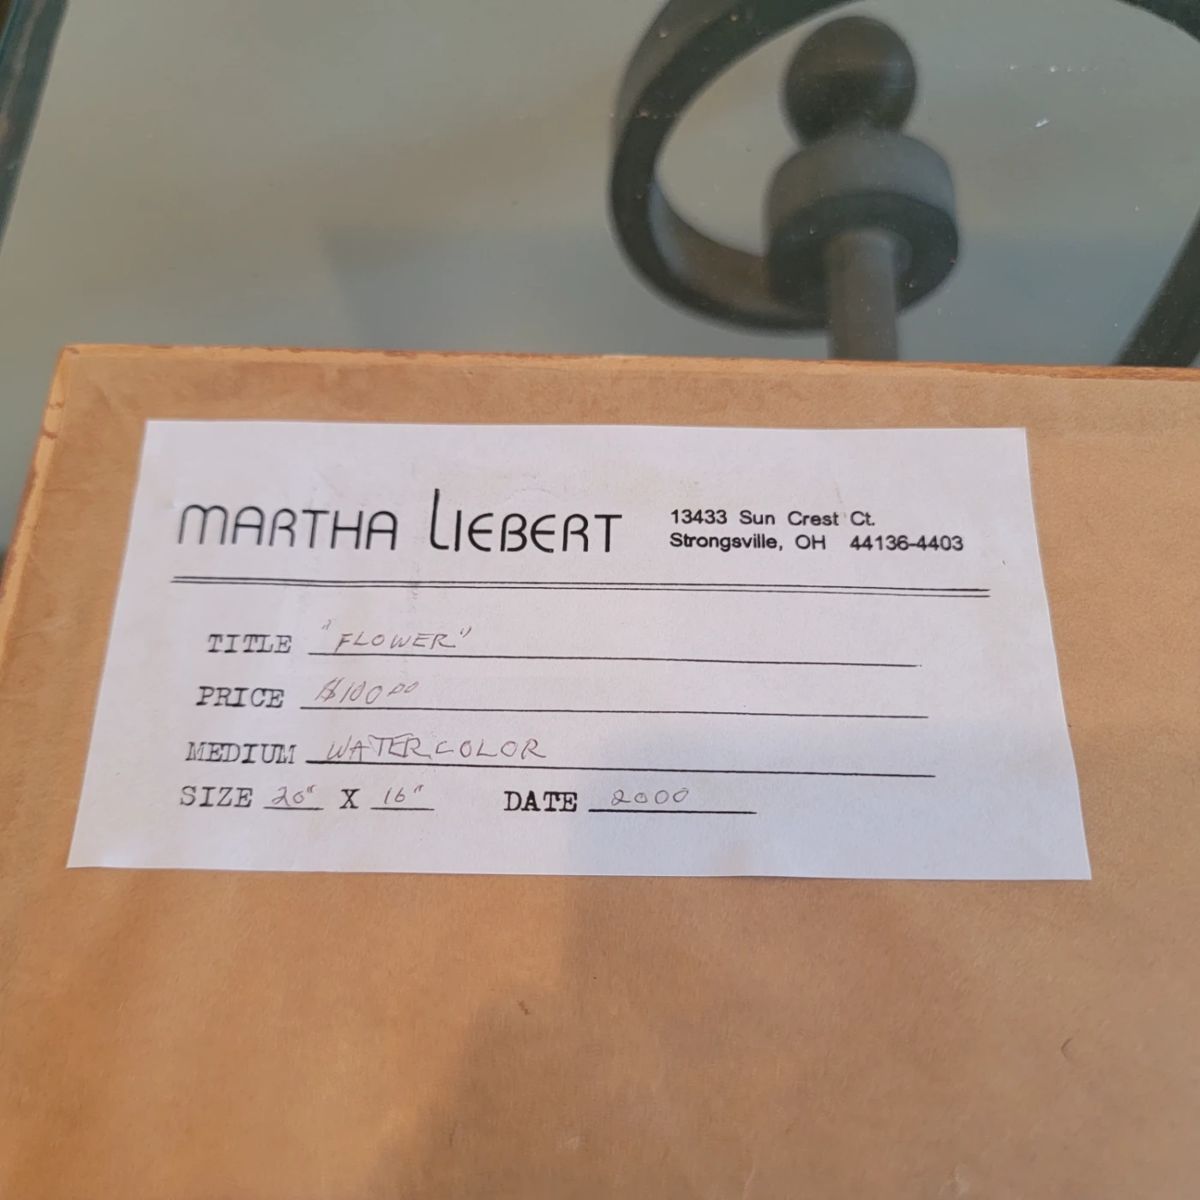 MARTHA LIEBERT
13433 Sun Crest Ct.
Strongsville, OH 44136-4403
TITLE "FLOWER"
PRICE $100.00
MEDIUM WATERCOLOR
SIZE 20" X 16" DATE 2000